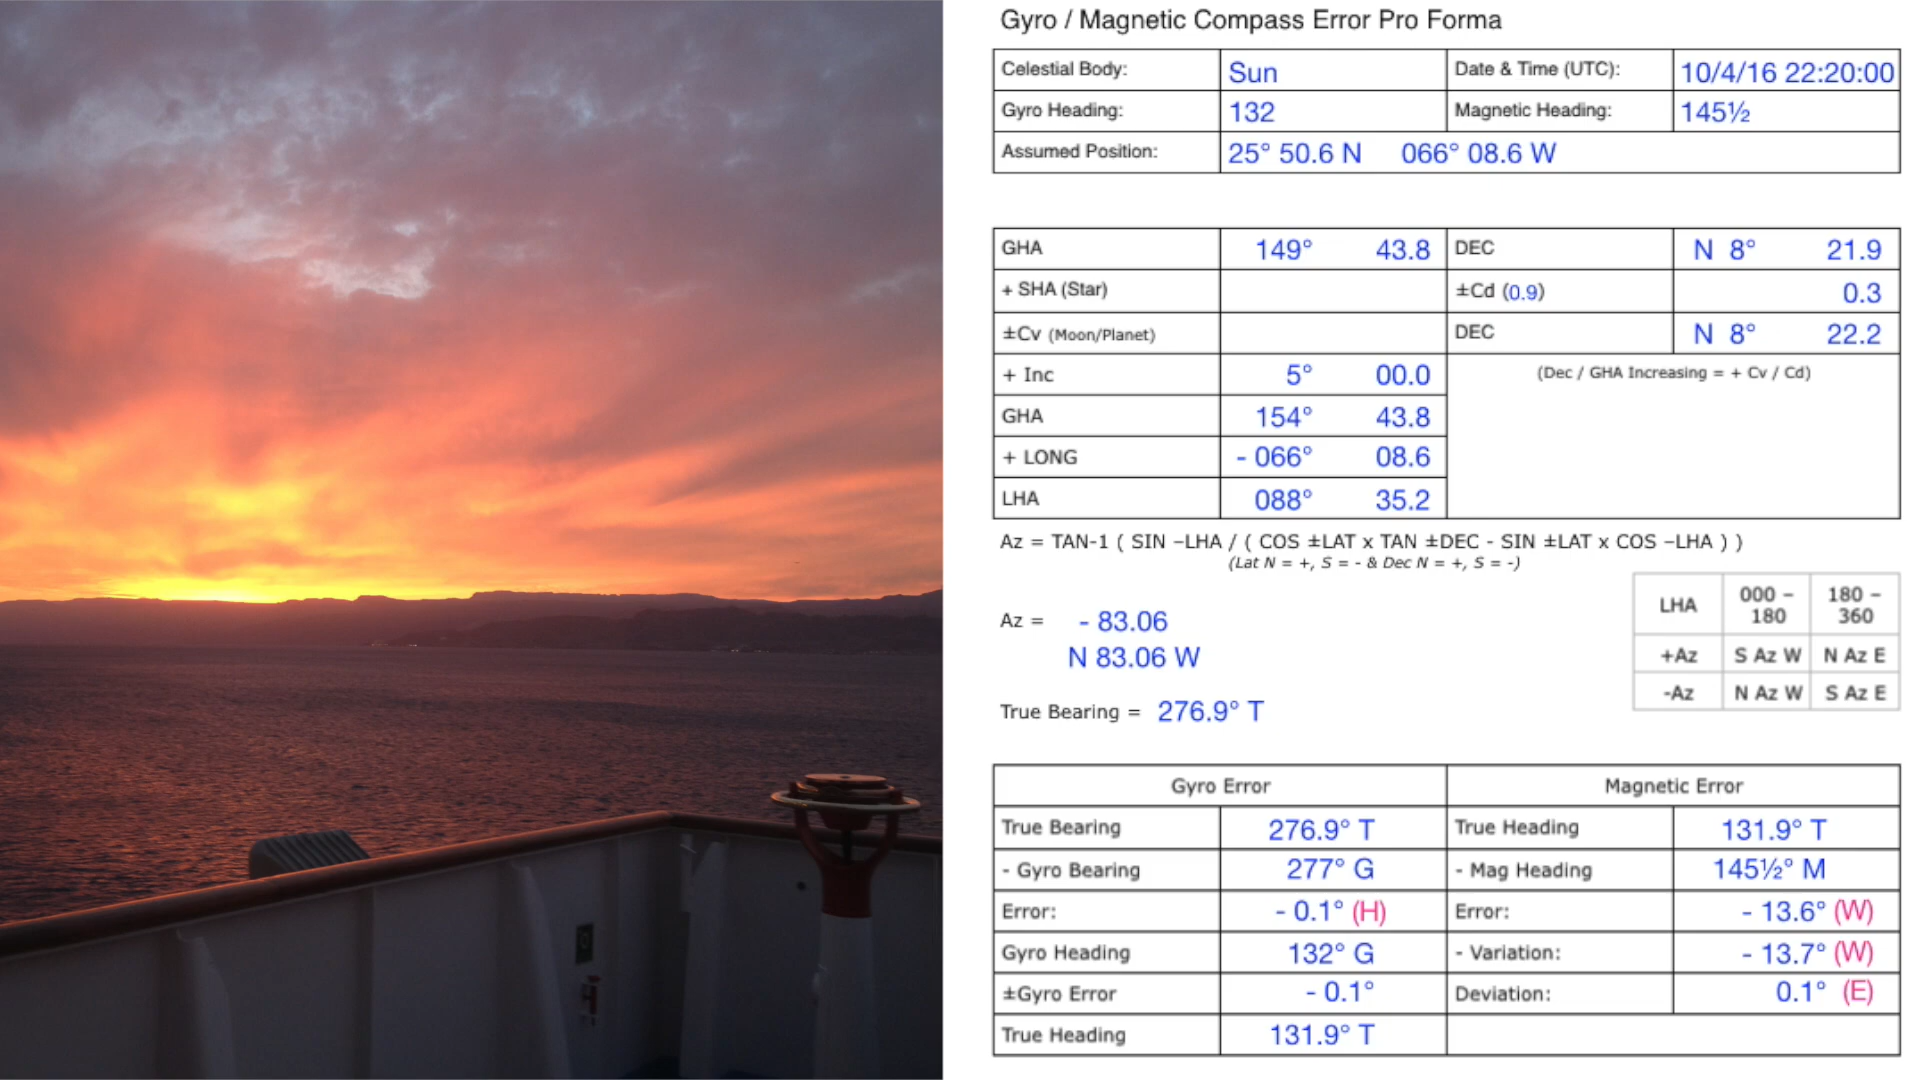 Gyro / Magnetic Compass Error Pro Forma
Celestial Body: Sun Date & Time (UTC): 10/4/16 22:20:00
Gyro Heading: 132 Magnetic Heading: 145½
Assumed Position: 25° 50.6 N 066° 08.6 W
GHA 149° 43.8 DEC N 8° 21.9
+ SHA (Star) ±Cd (0.9) 0.3
±Cv (Moon/Planet) DEC N 8° 22.2
+ Inc 5° 00.0 (Dec / GHA Increasing = + Cv / Cd)
GHA 154° 43.8
+ LONG - 066° 08.6
LHA 088° 35.2
Az = TAN-1 ( SIN –LHA / ( COS ±LAT x TAN ±DEC - SIN ±LAT x COS –LHA ) )
(Lat N = +, S = - & Dec N = +, S = -)
LHA 000 – 180 180 – 360
+Az S Az W N Az E
-Az N Az W S Az E
Az = - 83.06
N 83.06 W
True Bearing = 276.9° T
Gyro Error Magnetic Error
True Bearing 276.9° T True Heading 131.9° T
- Gyro Bearing 277° G - Mag Heading 145½° M
Error: - 0.1° (H) Error: - 13.6° (W)
Gyro Heading 132° G - Variation: - 13.7° (W)
±Gyro Error - 0.1° Deviation: 0.1° (E)
True Heading 131.9° T